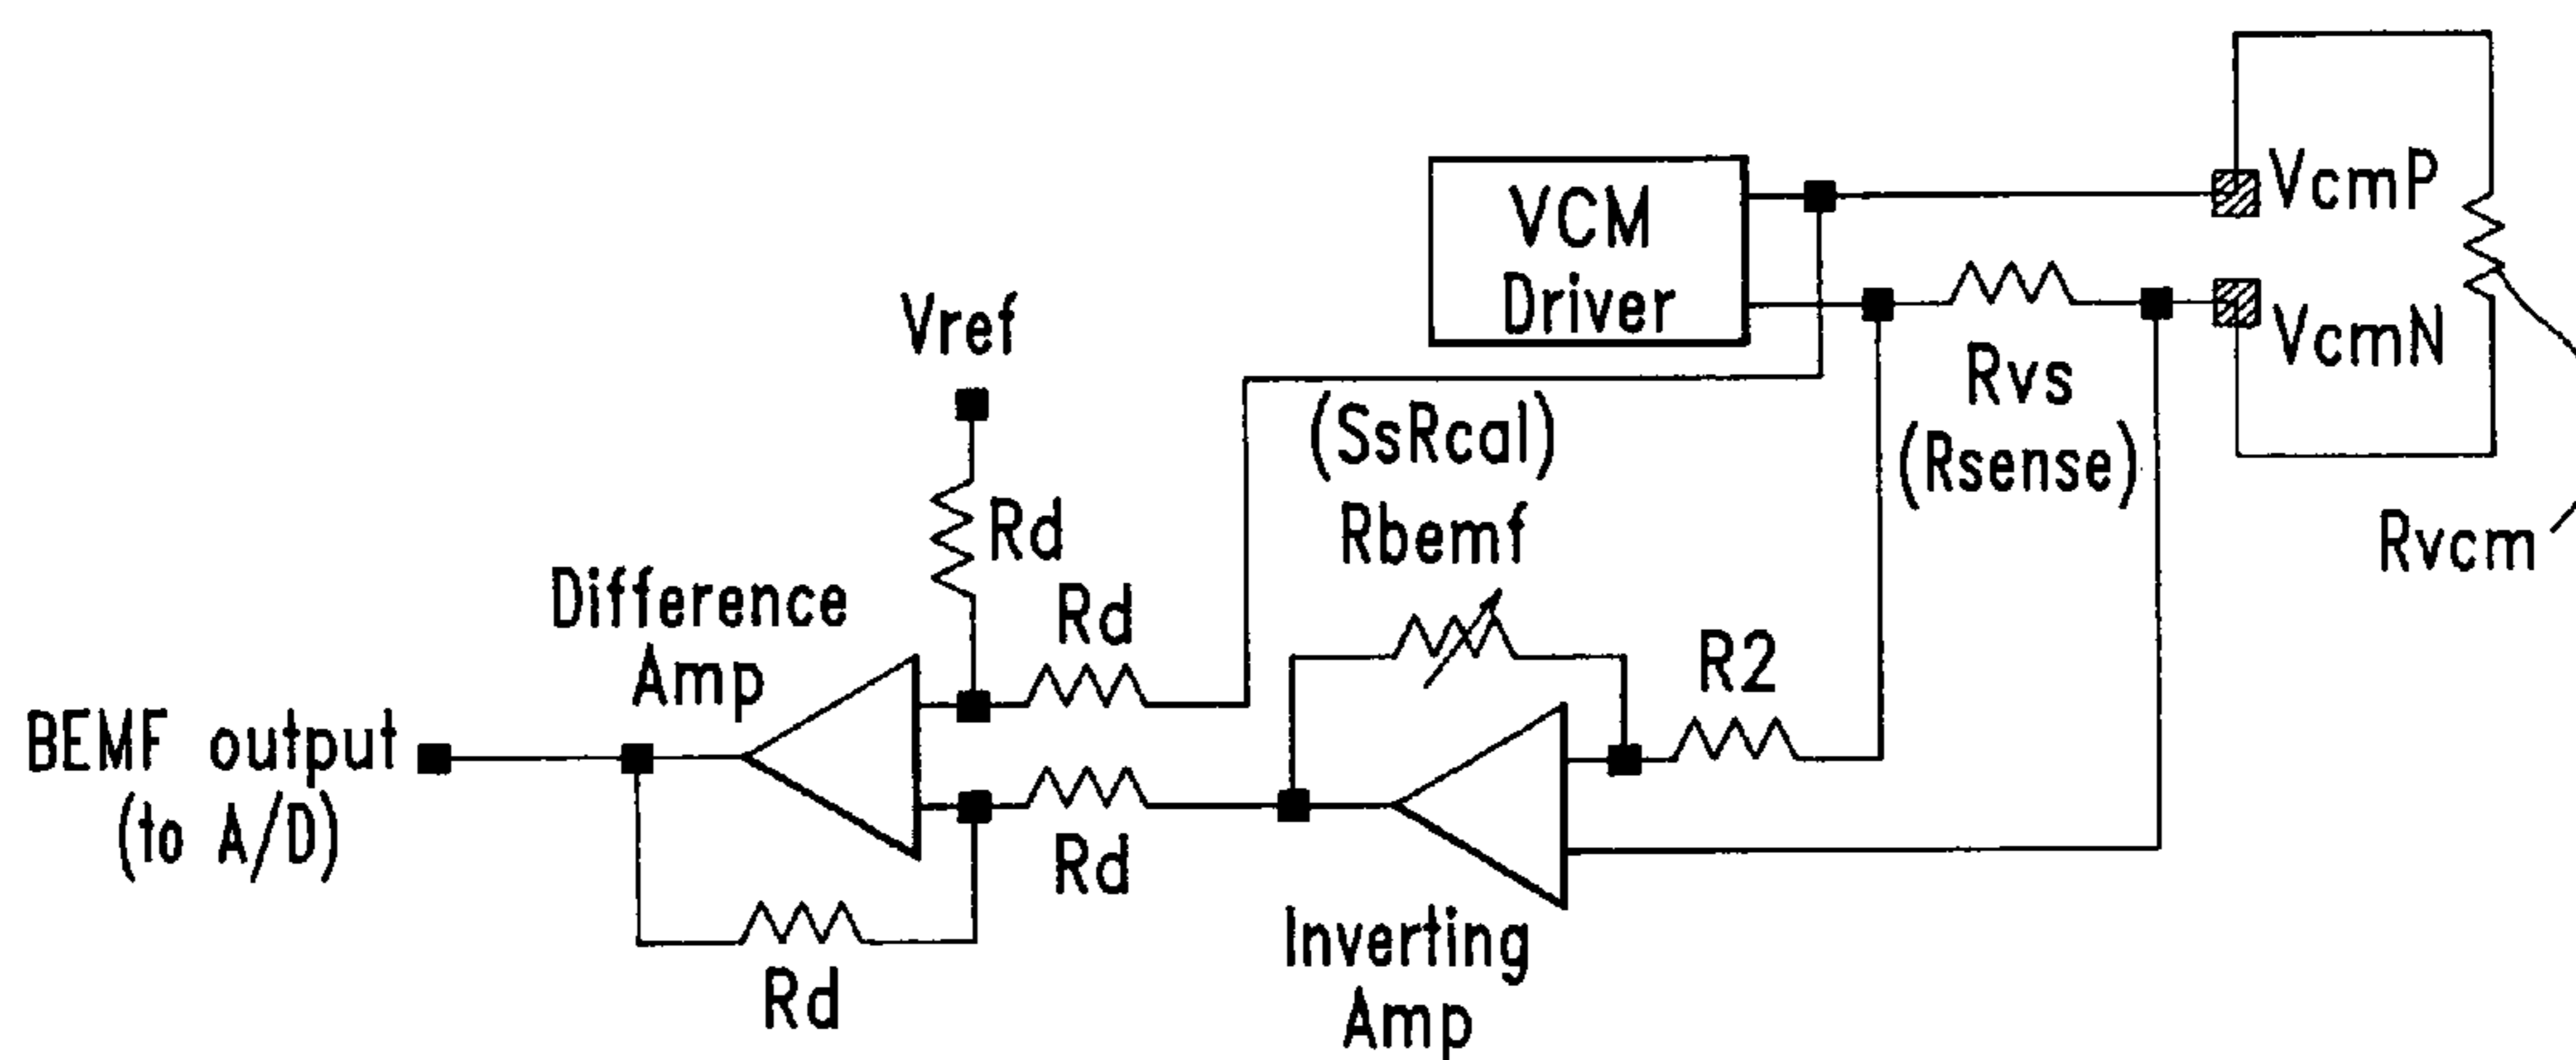 VCM
Driver
VcmP
VcmN
Rvs
(Rsense)
Rvcm
Vref
Rd
(SsRcal)
Rbemf
Rd
R2
Difference
Amp
BEMF output
(to A/D)
Rd
Rd
Inverting
Amp